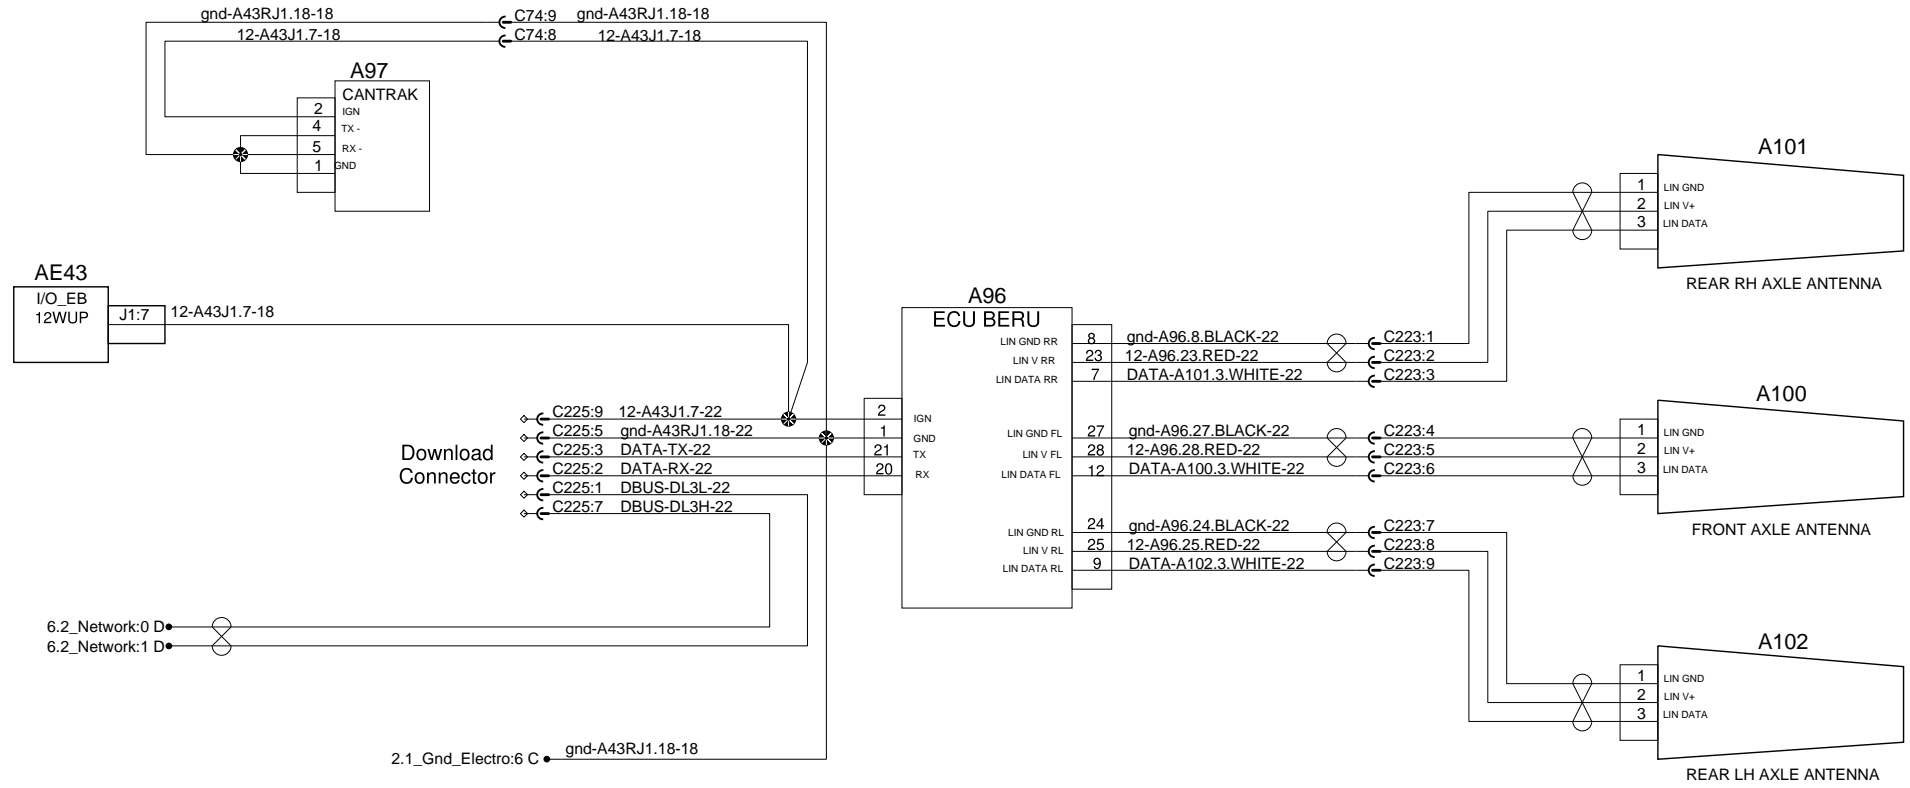 gnd-A43RJ1.18-18 C74:9 gnd-A43RJ1.18-18
12-A43J1.7-18 C74:8 12-A43J1.7-18
A97
CANTRAK
2 IGN
4 TX -
5 RX -
1 GND
AE43
I/O_EB
12WUP
J1:7 12-A43J1.7-18
Download
Connector
C225:9 12-A43J1.7-22
C225:5 gnd-A43RJ1.18-22
C225:3 DATA-TX-22
C225:2 DATA-RX-22
C225:1 DBUS-DL3L-22
C225:7 DBUS-DL3H-22
6.2_Network:0 D
6.2_Network:1 D
2.1_Gnd_Electro:6 C gnd-A43RJ1.18-18
A96
ECU BERU
2 IGN
1 GND
21 TX
20 RX
LIN GND RR 8 gnd-A96.8.BLACK-22 C223:1
LIN V RR 23 12-A96.23.RED-22 C223:2
LIN DATA RR 7 DATA-A101.3.WHITE-22 C223:3
LIN GND FL 27 gnd-A96.27.BLACK-22 C223:4
LIN V FL 28 12-A96.28.RED-22 C223:5
LIN DATA FL 12 DATA-A100.3.WHITE-22 C223:6
LIN GND RL 24 gnd-A96.24.BLACK-22 C223:7
LIN V RL 25 12-A96.25.RED-22 C223:8
LIN DATA RL 9 DATA-A102.3.WHITE-22 C223:9
A101
1 LIN GND
2 LIN V+
3 LIN DATA
REAR RH AXLE ANTENNA
A100
1 LIN GND
2 LIN V+
3 LIN DATA
FRONT AXLE ANTENNA
A102
1 LIN GND
2 LIN V+
3 LIN DATA
REAR LH AXLE ANTENNA